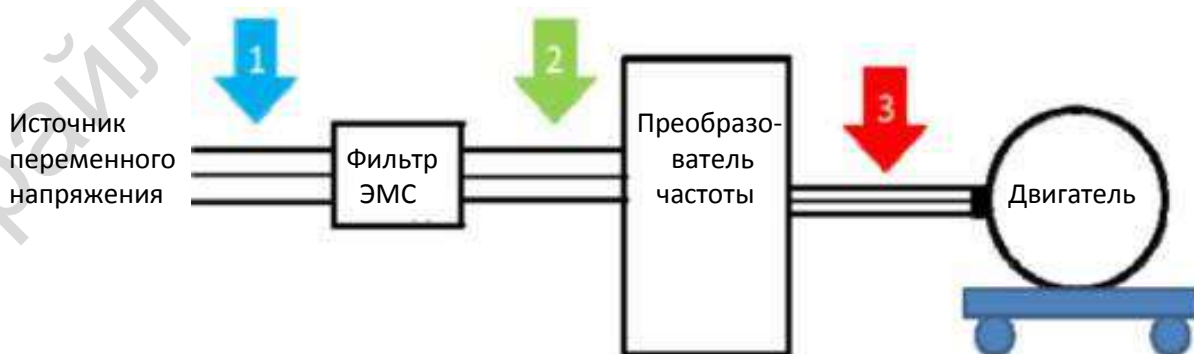 1
2
3
Источник
переменного
напряжения
Фильтр
ЭМС
Преобразо-
ватель
частоты
Двигатель